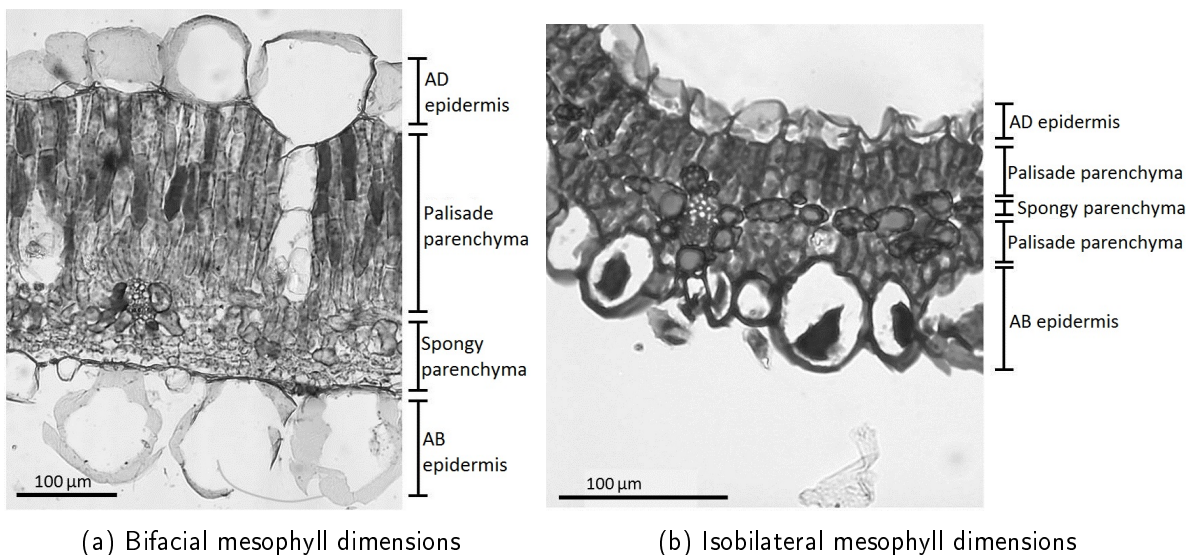 AD
epidermis
Palisade
parenchyma
Spongy
parenchyma
AB
epidermis
100 µm
AD epidermis
Palisade parenchyma
Spongy parenchyma
Palisade parenchyma
AB epidermis
100 µm
(a) Bifacial mesophyll dimensions
(b) Isobilateral mesophyll dimensions